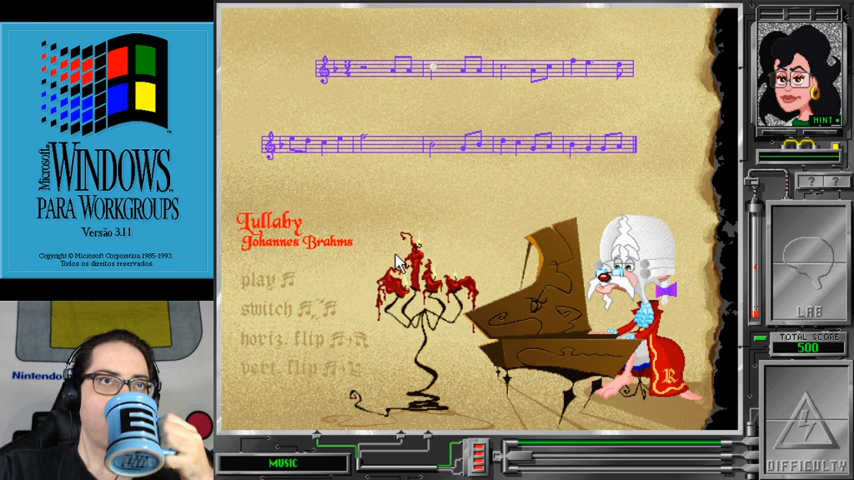 Microsoft®
WINDOWS™
PARA WORKGROUPS
Versão 3.11
Copyright © Microsoft Corporation 1985-1993.
Todos os direitos reservados.
Nintendo
E
Lullaby
Johannes Brahms
play
switch
horiz. flip
vert. flip
R
MUSIC
HINT
? ?
LAB
TOTAL SCORE
500
DIFFICULTY